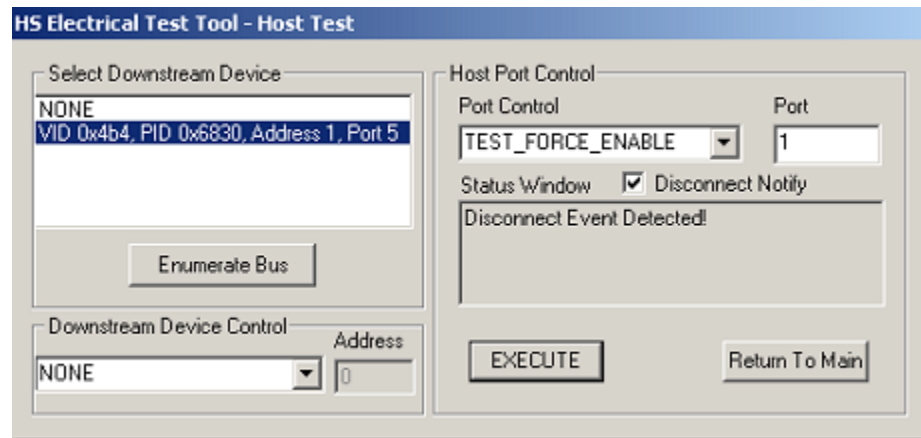 HS Electrical Test Tool - Host Test
Select Downstream Device
NONE
VID 0x4b4, PID 0x6830, Address 1, Port 5
Enumerate Bus
Downstream Device Control
Address
NONE
0
Host Port Control
Port Control
Port
TEST_FORCE_ENABLE
1
Status Window
Disconnect Notify
Disconnect Event Detected!
EXECUTE
Return To Main